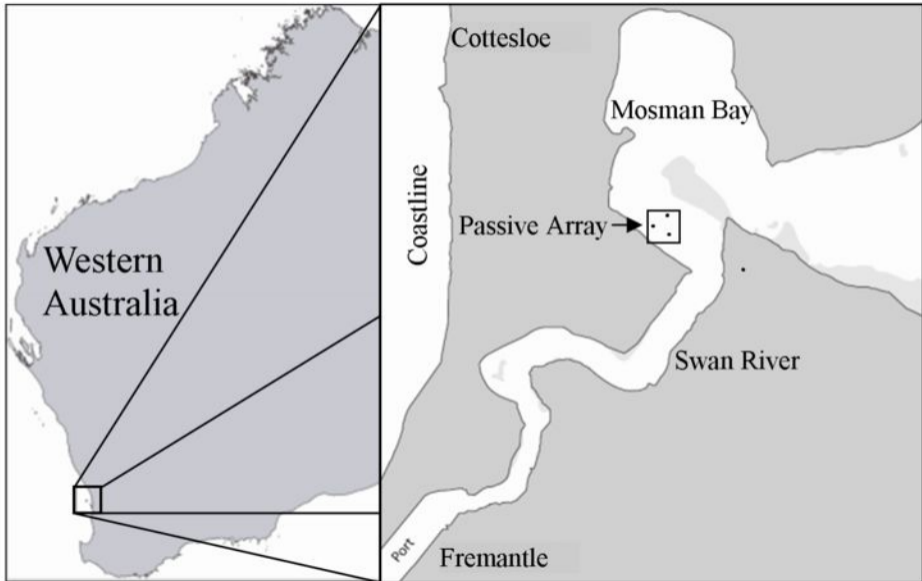 Western
Australia
Cottesloe
Mosman Bay
Passive Array
Coastline
Swan River
Port
Fremantle